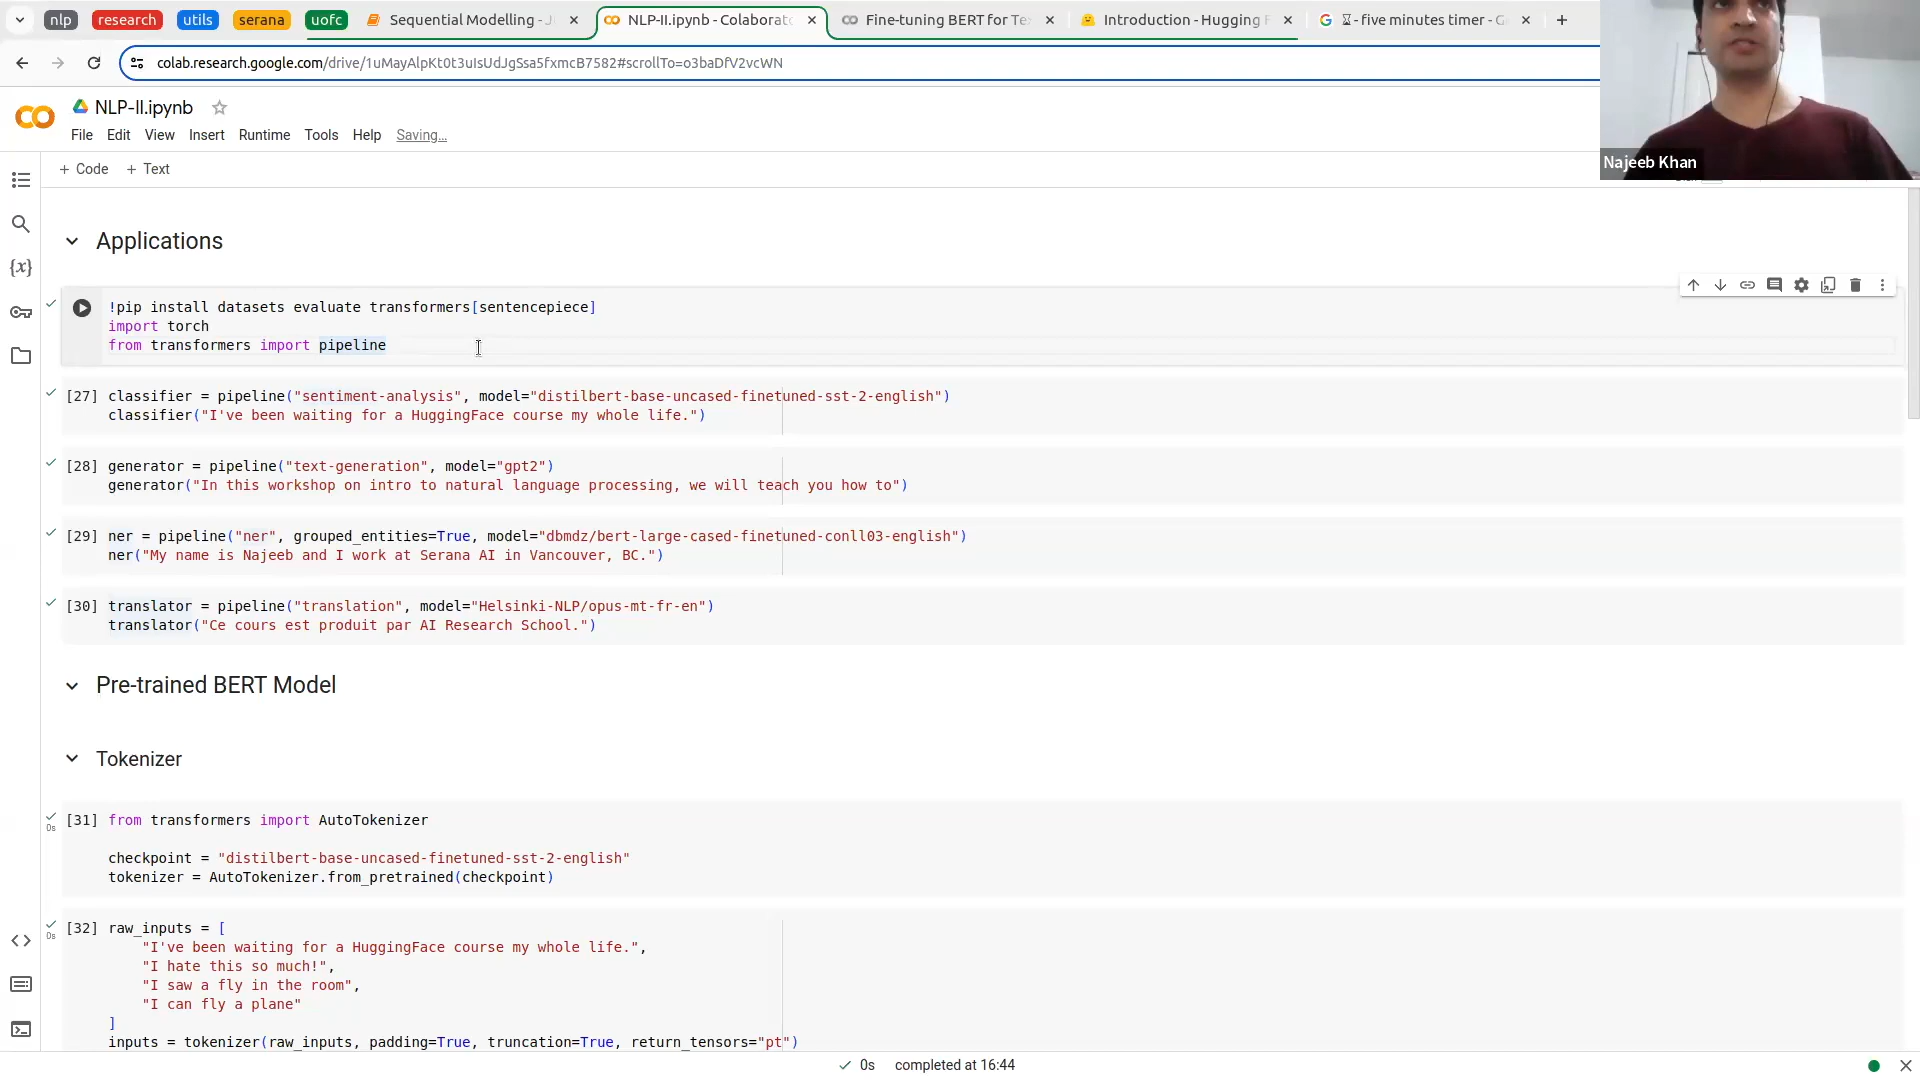 nlp research utils serana uofc Sequential Modelling - J NLP-II.ipynb - Colaborato Fine-tuning BERT for Te Introduction - Hugging F - five minutes timer - G
colab.research.google.com/drive/1uMayAlpKt0t3uIsUdJgSsa5fxmcB7582#scrollTo=o3baDfV2vcWN
NLP-II.ipynb
File Edit View Insert Runtime Tools Help Saving...
Najeeb Khan
+ Code + Text
Applications
!pip install datasets evaluate transformers[sentencepiece]
import torch
from transformers import pipeline
[27] classifier = pipeline("sentiment-analysis", model="distilbert-base-uncased-finetuned-sst-2-english")
classifier("I've been waiting for a HuggingFace course my whole life.")
[28] generator = pipeline("text-generation", model="gpt2")
generator("In this workshop on intro to natural language processing, we will teach you how to")
[29] ner = pipeline("ner", grouped_entities=True, model="dbmdz/bert-large-cased-finetuned-conll03-english")
ner("My name is Najeeb and I work at Serana AI in Vancouver, BC.")
[30] translator = pipeline("translation", model="Helsinki-NLP/opus-mt-fr-en")
translator("Ce cours est produit par AI Research School.")
Pre-trained BERT Model
Tokenizer
[31] from transformers import AutoTokenizer
0s
checkpoint = "distilbert-base-uncased-finetuned-sst-2-english"
tokenizer = AutoTokenizer.from_pretrained(checkpoint)
[32] raw_inputs = [
0s
"I've been waiting for a HuggingFace course my whole life.",
"I hate this so much!",
"I saw a fly in the room",
"I can fly a plane"
]
inputs = tokenizer(raw_inputs, padding=True, truncation=True, return_tensors="pt")
0s completed at 16:44